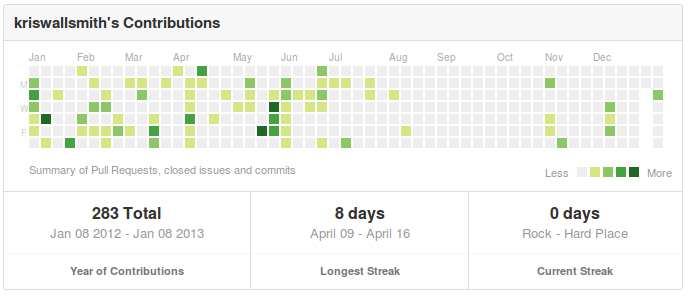 kriswallsmith's Contributions
Jan Feb Mar Apr May Jun Jul Aug Sep Oct Nov Dec
M
W
F
Summary of Pull Requests, closed issues and commits
Less More
283 Total
Jan 08 2012 - Jan 08 2013
Year of Contributions
8 days
April 09 - April 16
Longest Streak
0 days
Rock - Hard Place
Current Streak